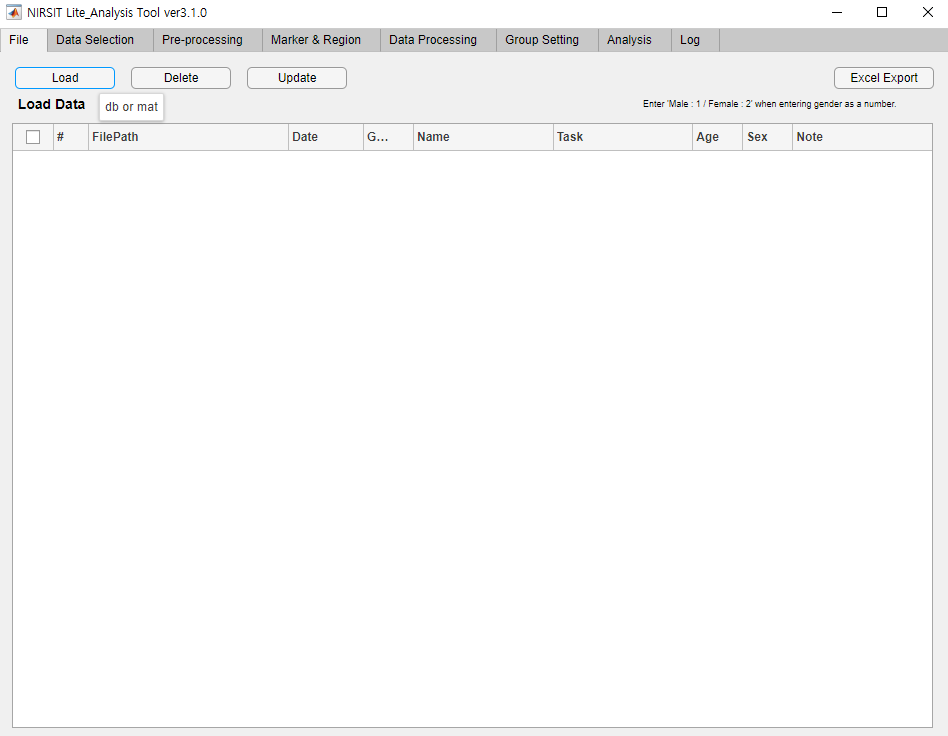 NIRSIT Lite_Analysis Tool ver3.1.0
File Data Selection Pre-processing Marker & Region Data Processing Group Setting Analysis Log
Load Delete Update Excel Export
Load Data db or mat Enter 'Male : 1 / Female : 2' when entering gender as a number.
# FilePath Date G... Name Task Age Sex Note